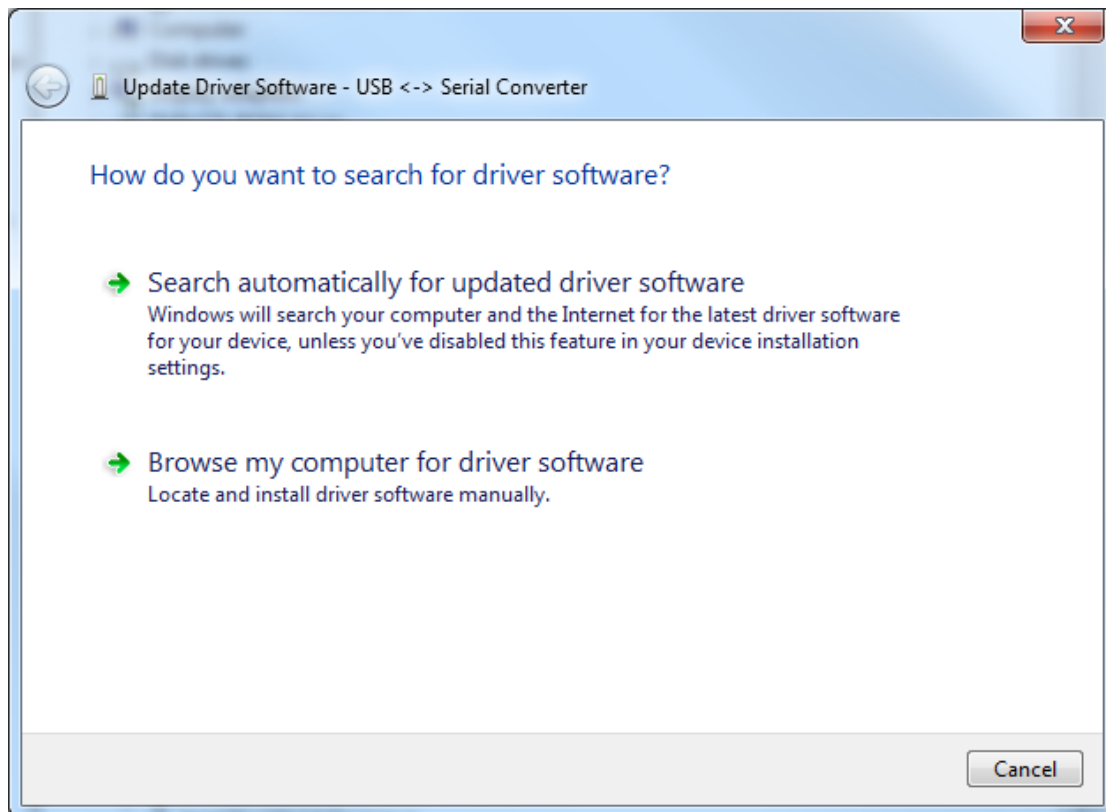 Computer
Disk drives
Update Driver Software - USB <-> Serial Converter
How do you want to search for driver software?
Search automatically for updated driver software
Windows will search your computer and the Internet for the latest driver software
for your device, unless you've disabled this feature in your device installation
settings.
Browse my computer for driver software
Locate and install driver software manually.
Cancel